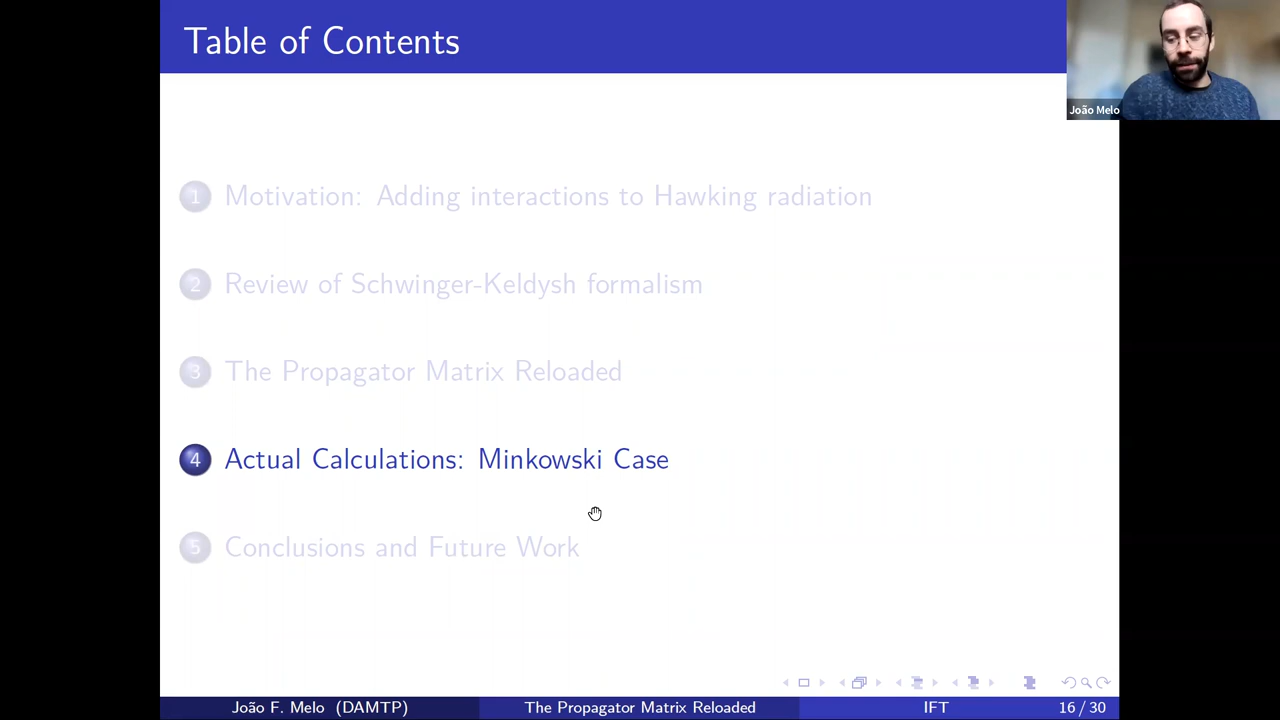 Table of Contents
João Melo
1 Motivation: Adding interactions to Hawking radiation
2 Review of Schwinger-Keldysh formalism
3 The Propagator Matrix Reloaded
4 Actual Calculations: Minkowski Case
5 Conclusions and Future Work
João F. Melo (DAMTP) The Propagator Matrix Reloaded IFT 16 / 30